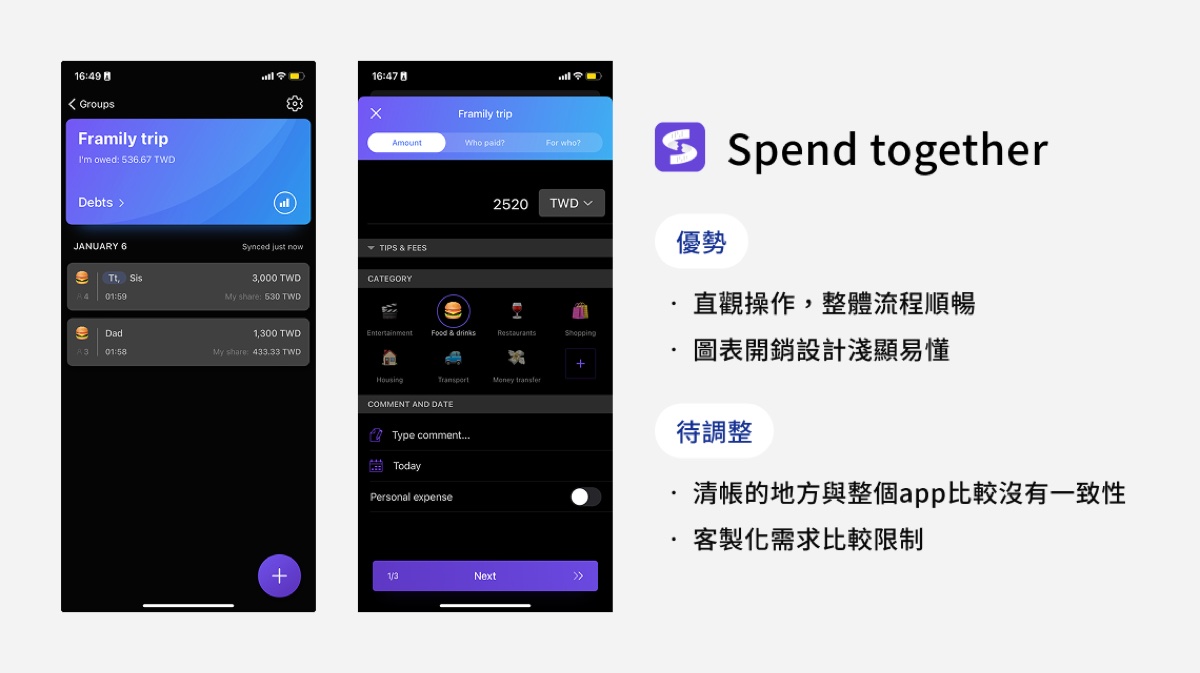 16:49
Groups
Framily trip
I'm owed: 536.67 TWD
Debts
JANUARY 6
Synced just now
Tt, Sis
3,000 TWD
4
01:59
My share: 530 TWD
Dad
1,300 TWD
3
01:58
My share: 433.33 TWD
16:47
Framily trip
Amount
Who paid?
For who?
2520
TWD
TIPS & FEES
CATEGORY
Entertainment
Food & drinks
Restaurants
Shopping
Housing
Transport
Money transfer
COMMENT AND DATE
Type comment...
Today
Personal expense
1/3
Next
Spend together
優勢
· 直觀操作，整體流程順暢
· 圖表開銷設計淺顯易懂
待調整
· 清帳的地方與整個app比較沒有一致性
· 客製化需求比較限制